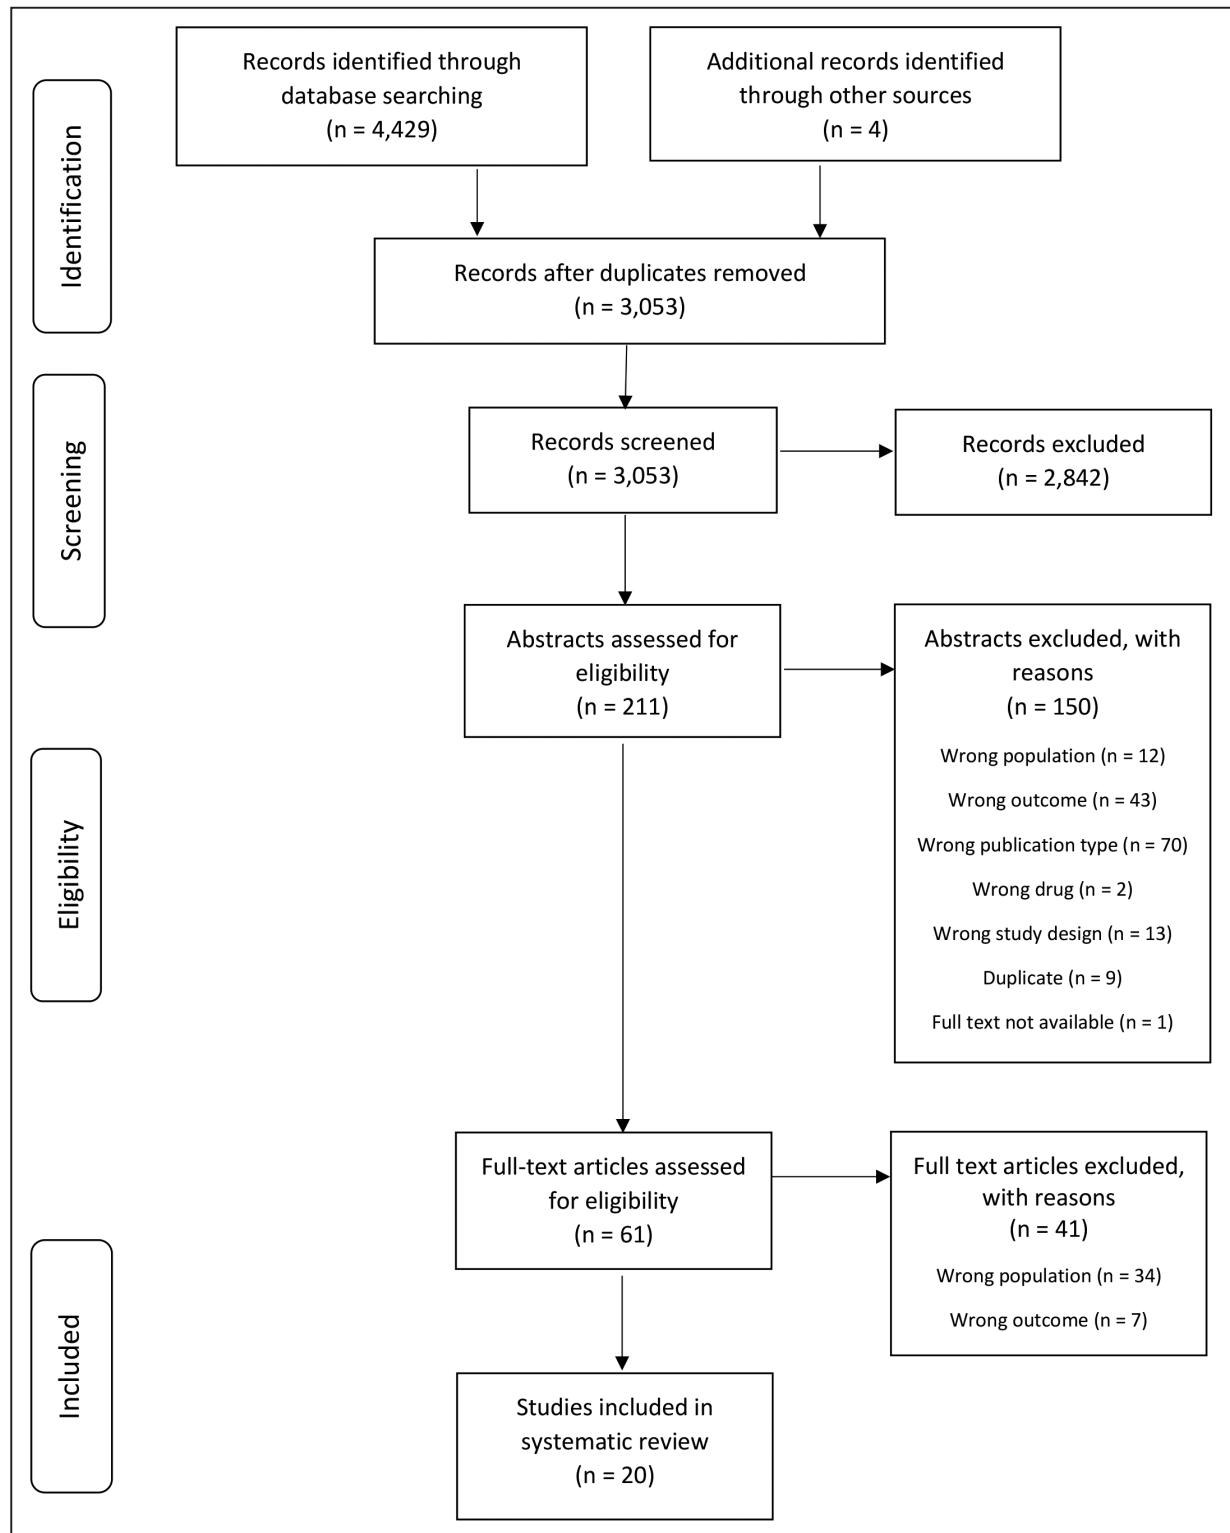 Identification
Records identified through
database searching
(n = 4,429)
Additional records identified
through other sources
(n = 4)
Records after duplicates removed
(n = 3,053)
Screening
Records screened
(n = 3,053)
Records excluded
(n = 2,842)
Abstracts assessed for
eligibility
(n = 211)
Abstracts excluded, with
reasons
(n = 150)
Wrong population (n = 12)
Wrong outcome (n = 43)
Wrong publication type (n = 70)
Wrong drug (n = 2)
Wrong study design (n = 13)
Duplicate (n = 9)
Full text not available (n = 1)
Eligibility
Full-text articles assessed
for eligibility
(n = 61)
Full text articles excluded,
with reasons
(n = 41)
Wrong population (n = 34)
Wrong outcome (n = 7)
Included
Studies included in
systematic review
(n = 20)